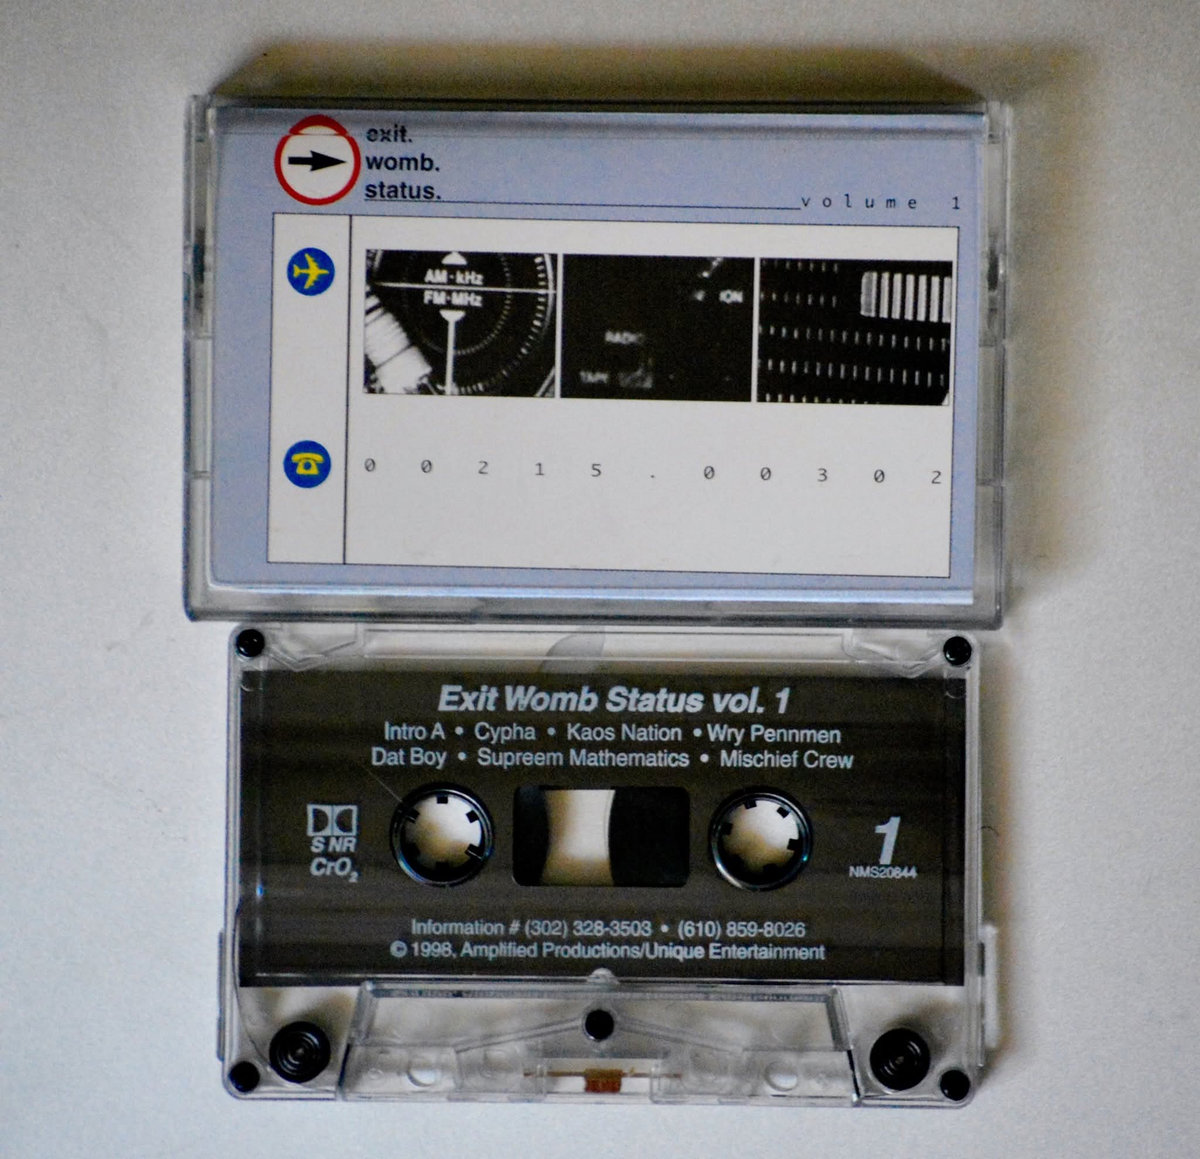 exit.
womb.
status.
volume 1
AM·kHz
FM·MHz
RADIO
TAPE
0 0 2 1 5 . 0 0 3 0 2
Exit Womb Status vol. 1
Intro A • Cypha • Kaos Nation • Wry Pennmen
Dat Boy • Supreem Mathematics • Mischief Crew
S NR
CrO₂
1
NMS20844
Information # (302) 328-3503 • (610) 859-8026
© 1998, Amplified Productions/Unique Entertainment